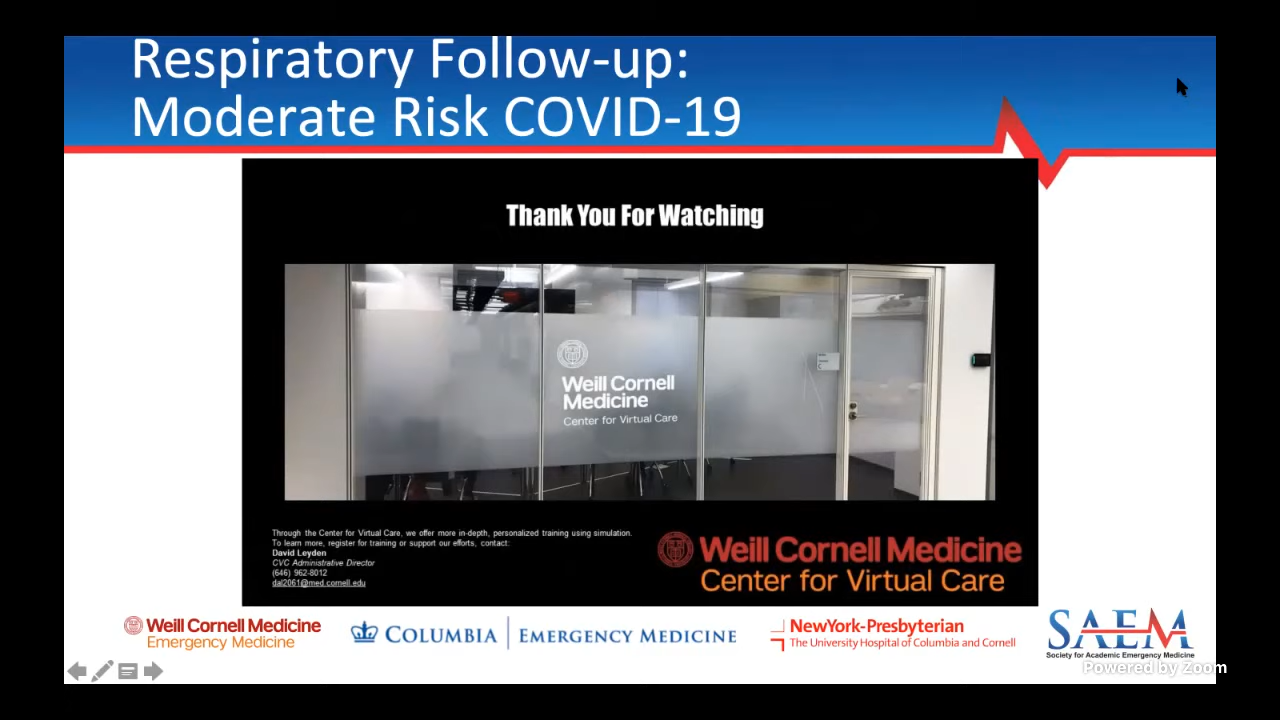 Respiratory Follow-up:
Moderate Risk COVID-19
Thank You For Watching
Weill Cornell
Medicine
Center for Virtual Care
Through the Center for Virtual Care, we offer more in-depth, personalized training using simulation.
To learn more, register for training or support our efforts, contact:
David Leyden
CVC Administrative Director
(646) 962-8012
dal2061@med.cornell.edu
Weill Cornell Medicine
Center for Virtual Care
Weill Cornell Medicine
Emergency Medicine
COLUMBIA EMERGENCY MEDICINE
NewYork-Presbyterian
The University Hospital of Columbia and Cornell
SAEM
Society for Academic Emergency Medicine
Powered by Zoom